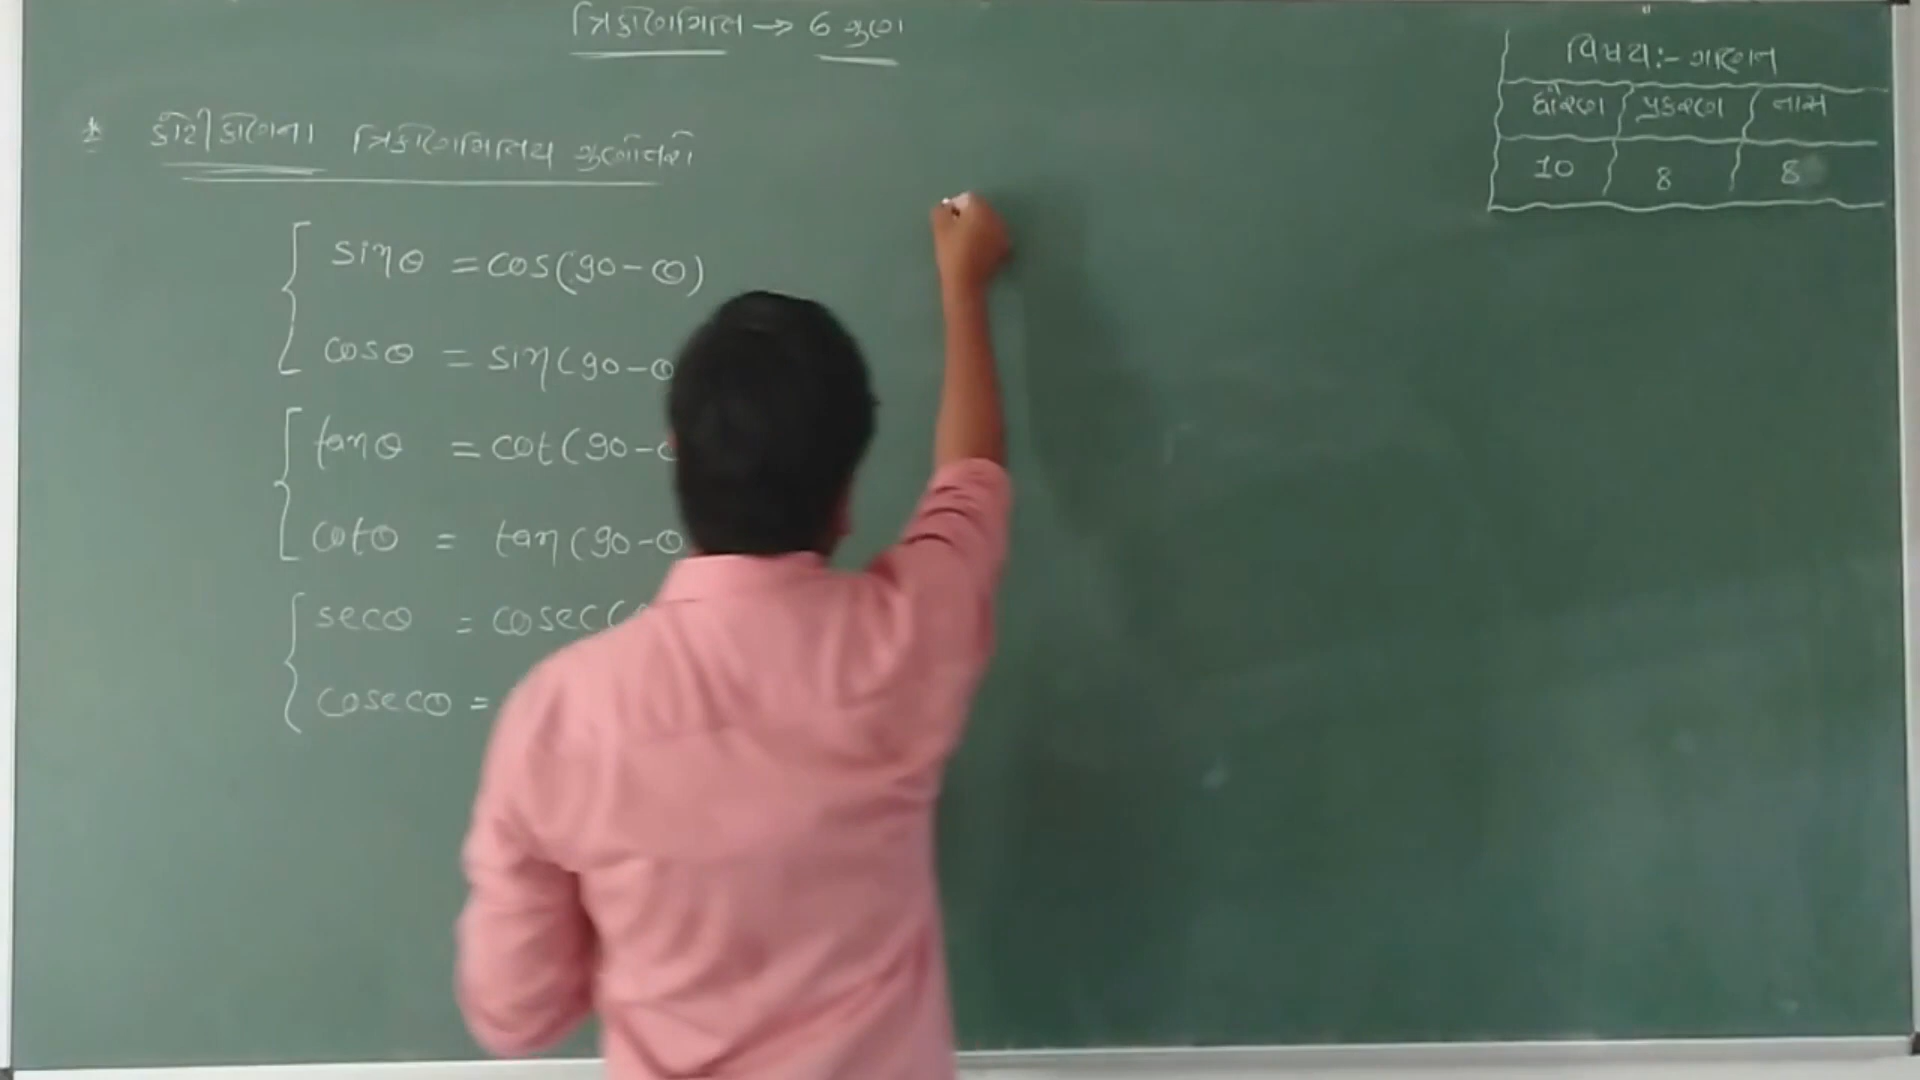 ત્રિકોણમિતિ → 6 ગુણ
વિષય:- ગણિત
ધોરણ પ્રકરણ તાસ
10 8 8
* કોટીકોણના ત્રિકોણમિતિય ગુણોત્તરો
sinθ = cos(90-θ)
cosθ = sin(90-θ
tanθ = cot(90-θ
cotθ = tan(90-θ
secθ = cosec(
cosecθ =